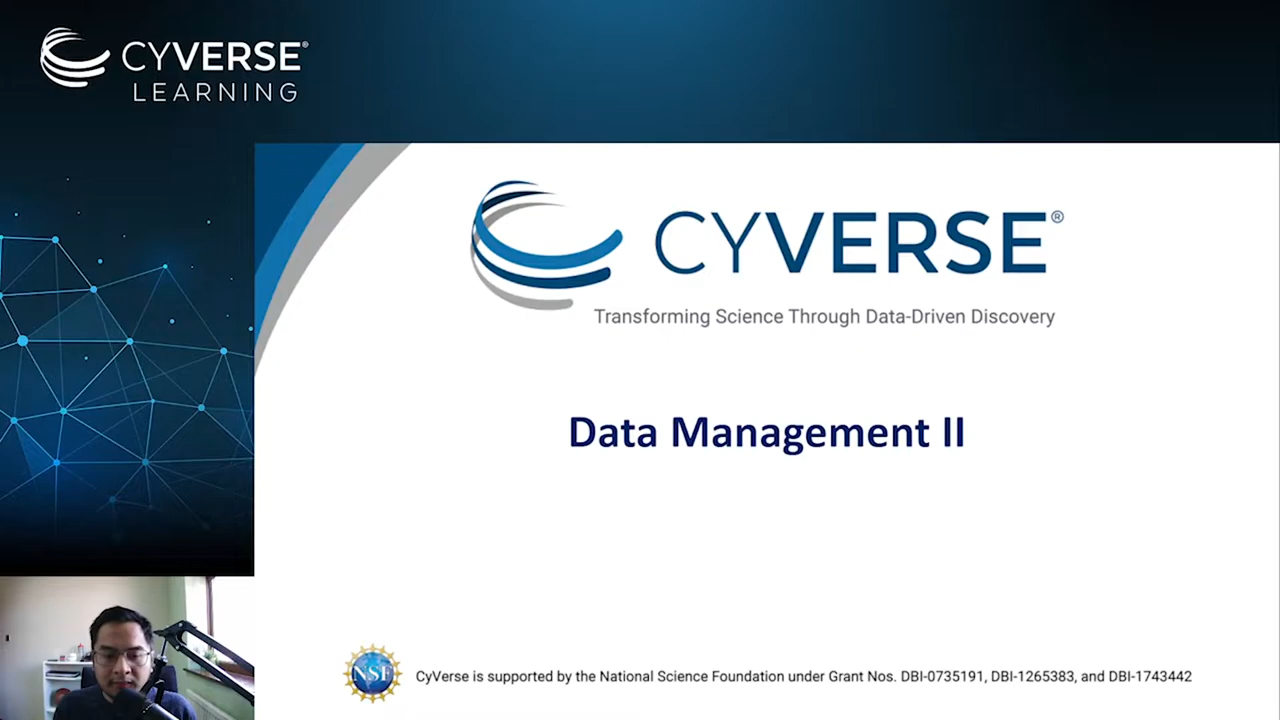 CYVERSE®
LEARNING
CYVERSE®
Transforming Science Through Data-Driven Discovery
Data Management II
NSF
CyVerse is supported by the National Science Foundation under Grant Nos. DBI-0735191, DBI-1265383, and DBI-1743442